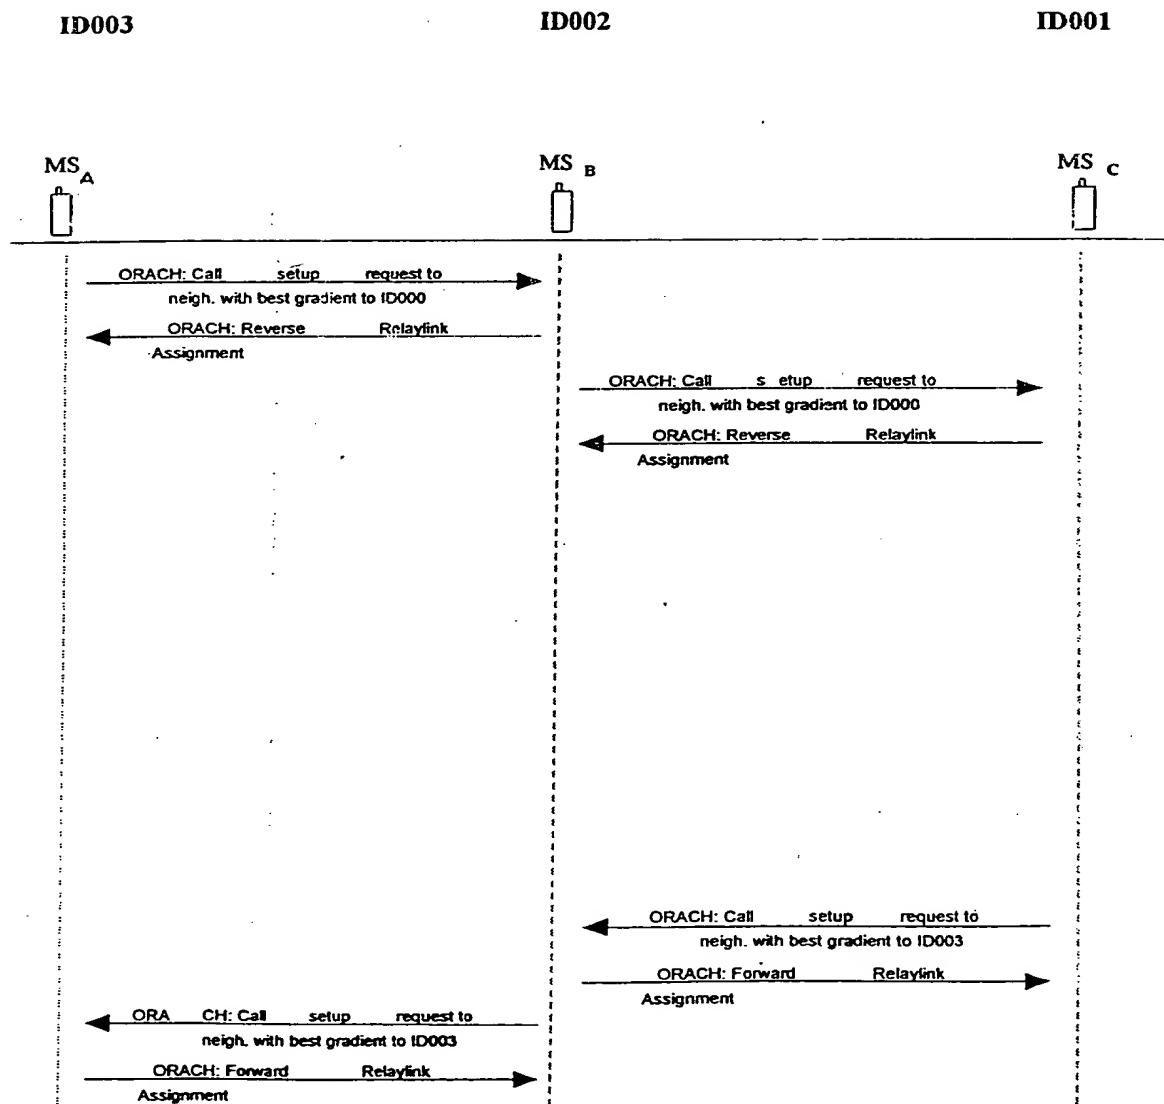 ID003 ID002 ID001
MS A MS B MS C
ORACH: Call setup request to
neigh. with best gradient to ID000
ORACH: Reverse Relaylink
Assignment
ORACH: Call s etup request to
neigh. with best gradient to ID000
ORACH: Reverse Relaylink
Assignment
ORACH: Call setup request to
neigh. with best gradient to ID003
ORACH: Forward Relaylink
Assignment
ORA CH: Call setup request to
neigh. with best gradient to ID003
ORACH: Forward Relaylink
Assignment